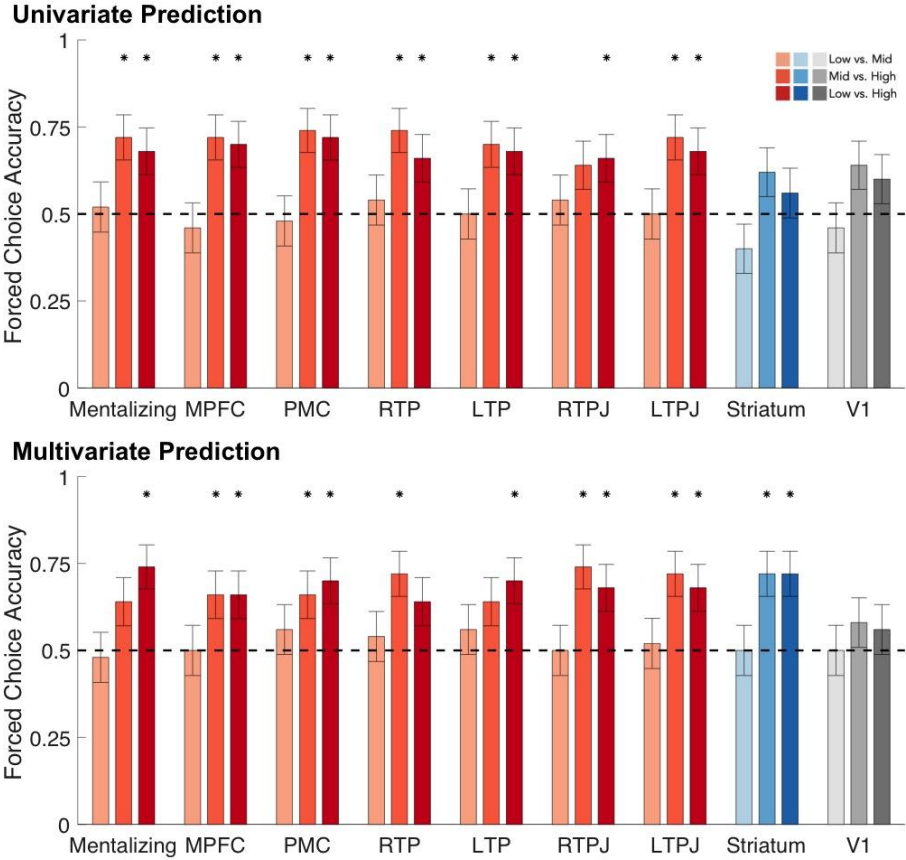 Univariate Prediction
1
* * * * * * * * * * * * *
Low vs. Mid
Mid vs. High
Low vs. High
0.75
0.5
0.25
0
Forced Choice Accuracy
Mentalizing MPFC PMC RTP LTP RTPJ LTPJ Striatum V1
Multivariate Prediction
1
* * * * * * * * * * * * *
0.75
0.5
0.25
0
Forced Choice Accuracy
Mentalizing MPFC PMC RTP LTP RTPJ LTPJ Striatum V1